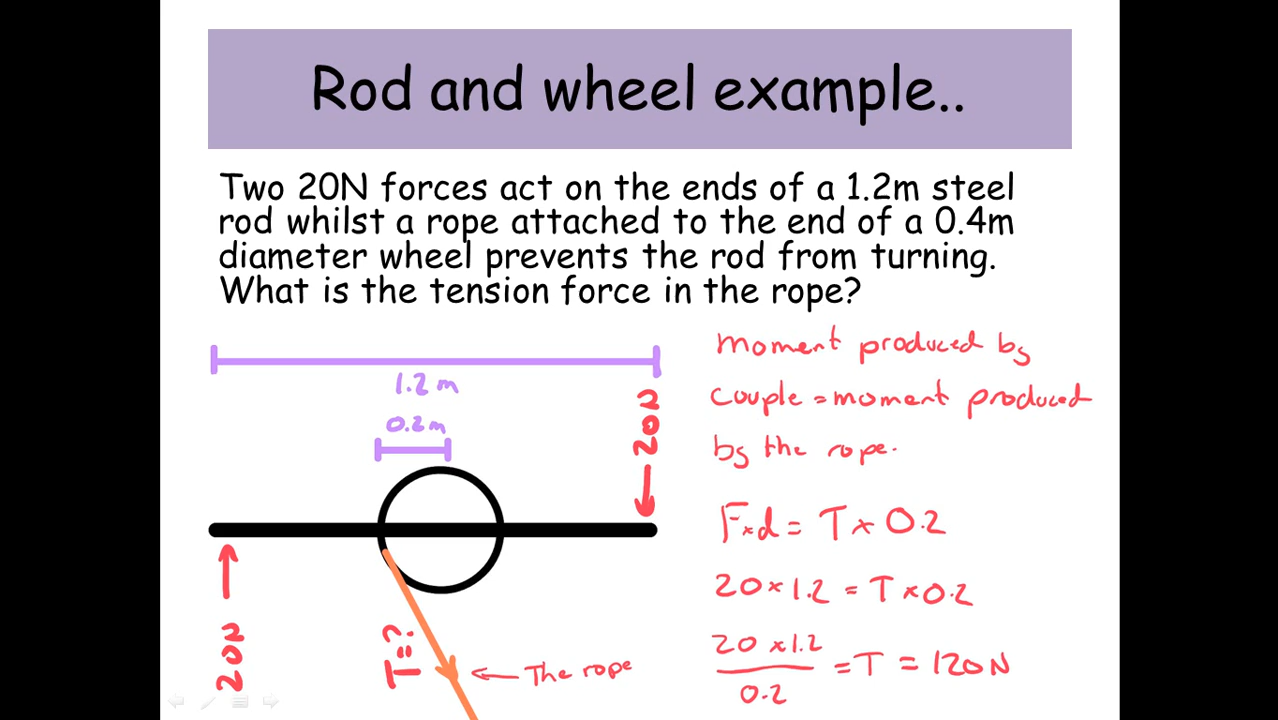 Rod and wheel example..
Two 20N forces act on the ends of a 1.2m steel
rod whilst a rope attached to the end of a 0.4m
diameter wheel prevents the rod from turning.
What is the tension force in the rope?
1.2m
0.2m
20N
20N
T=?
The rope
moment produced by
couple = moment produced
by the rope.
F×d = T × 0.2
20 × 1.2 = T × 0.2
20 × 1.2
0.2
= T = 120N